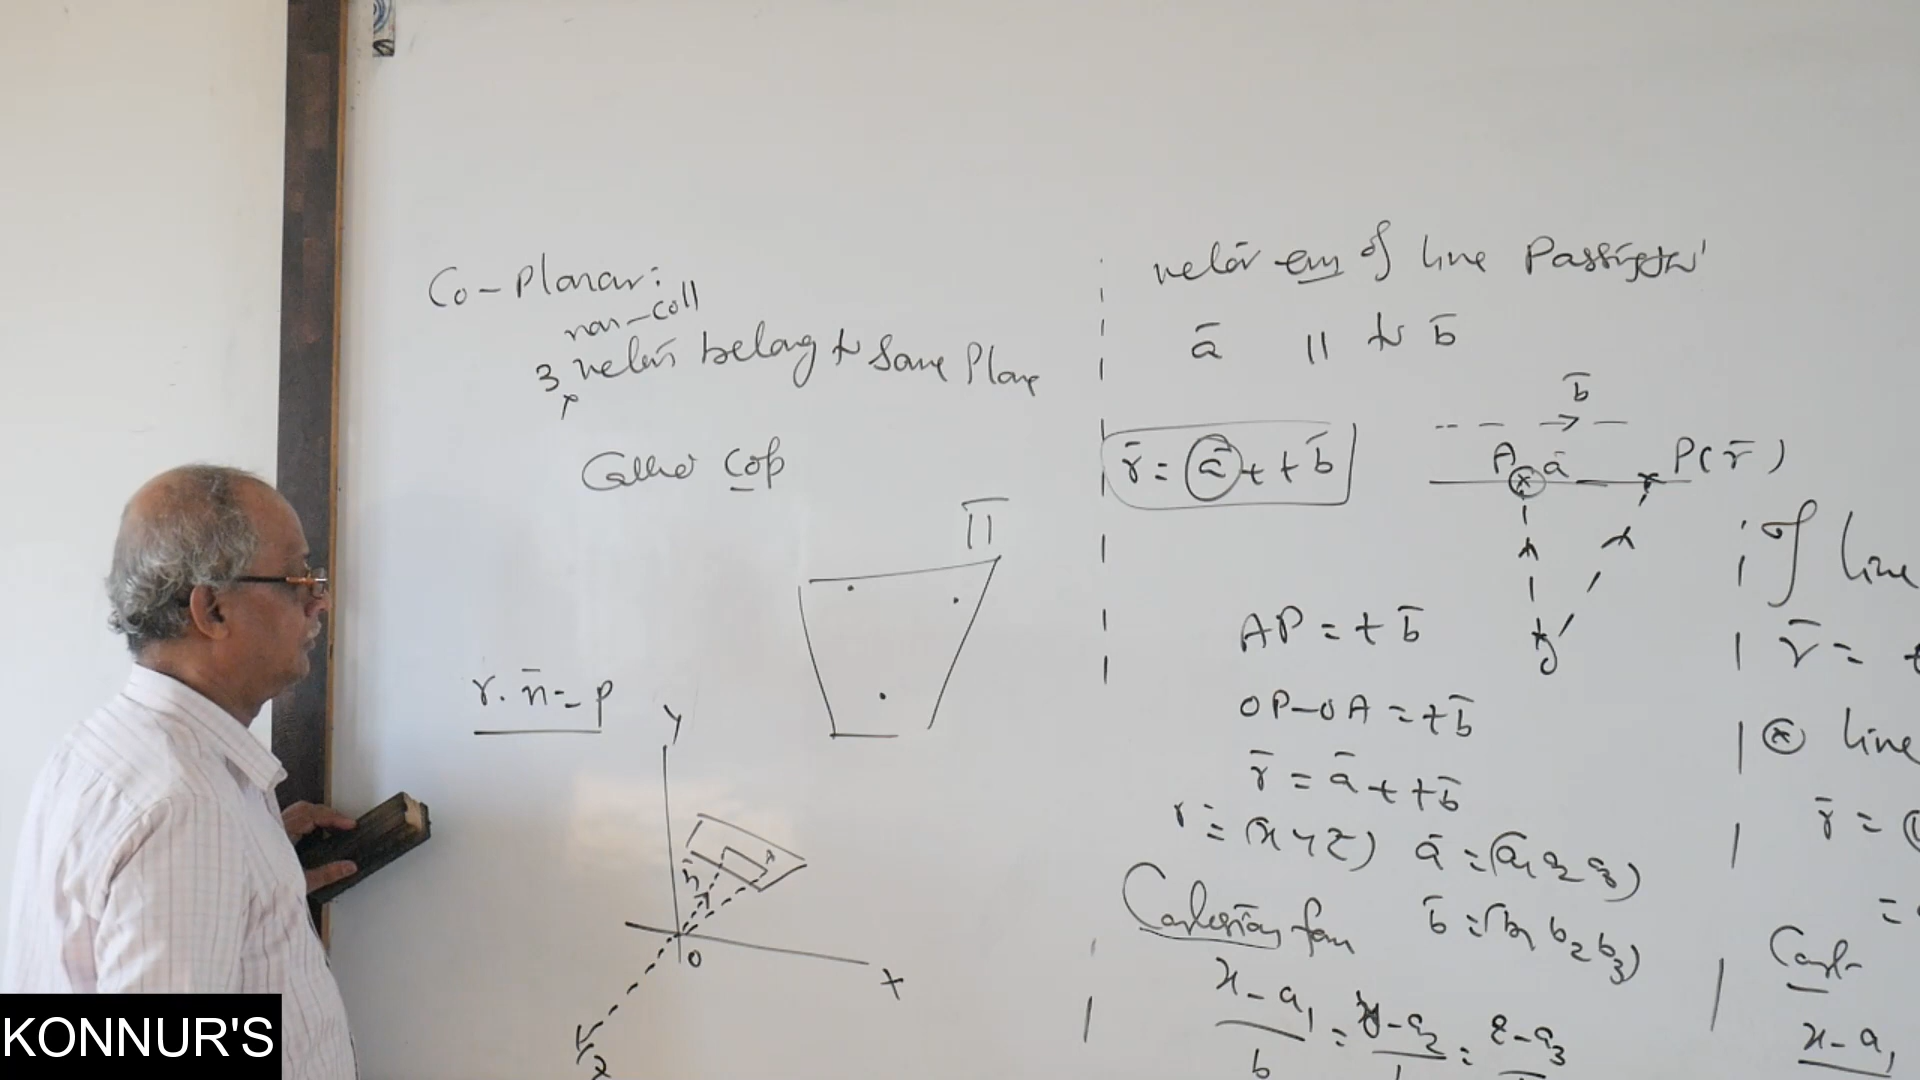 Co-Planar:
non-coll
3 vectors belong to Same Plane
Called Cop
π
r. n̄ = p
Y
n̄
O
X
Z
vector eqn of line Passing
ā || to b̄
b̄
r̄ = ā + t b̄
A ā P(r̄)
AP = t b̄
OP-OA = t b̄
r̄ = ā + t b̄
r = (x y z) ā = (a1 a2 a3)
Cartesian form b̄ = (b1 b2 b3)
x-a1 / b = y-a2 = z-a3
of line
r̄ =
line
r̄ =
=
Cart-
x-a1
KONNUR'S